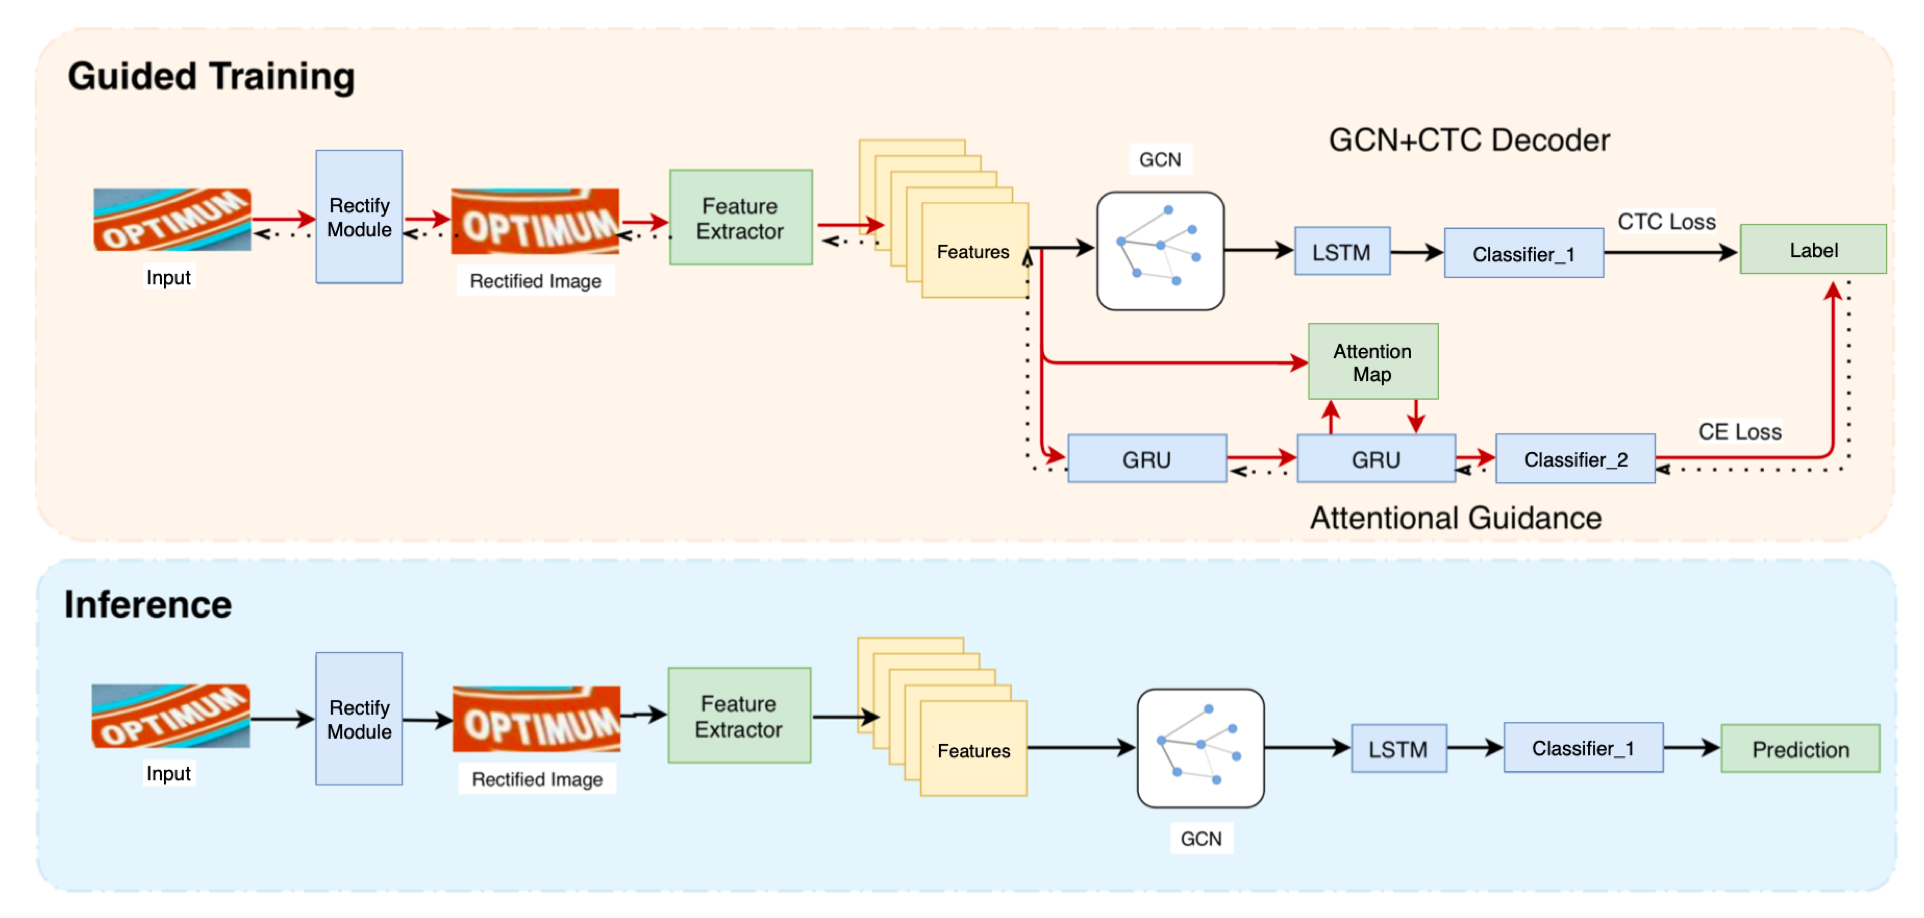 Guided Training
GCN+CTC Decoder
GCN
OPTIMUM
Input
Rectify
Module
OPTIMUM
Rectified Image
Feature
Extractor
Features
LSTM
Classifier_1
CTC Loss
Label
Attention
Map
GRU
GRU
Classifier_2
CE Loss
Attentional Guidance
Inference
OPTIMUM
Input
Rectify
Module
OPTIMUM
Rectified Image
Feature
Extractor
Features
GCN
LSTM
Classifier_1
Prediction